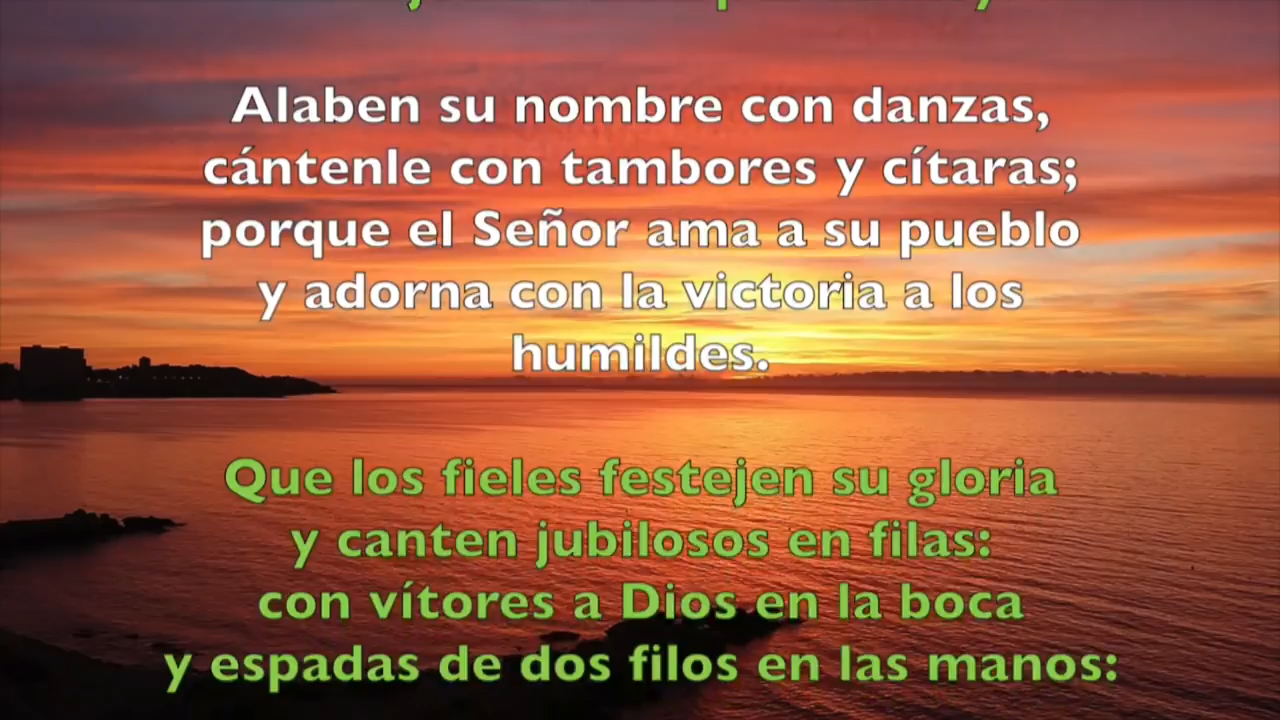 Alaben su nombre con danzas,
cántenle con tambores y cítaras;
porque el Señor ama a su pueblo
y adorna con la victoria a los
humildes.
Que los fieles festejen su gloria
y canten jubilosos en filas:
con vítores a Dios en la boca
y espadas de dos filos en las manos: